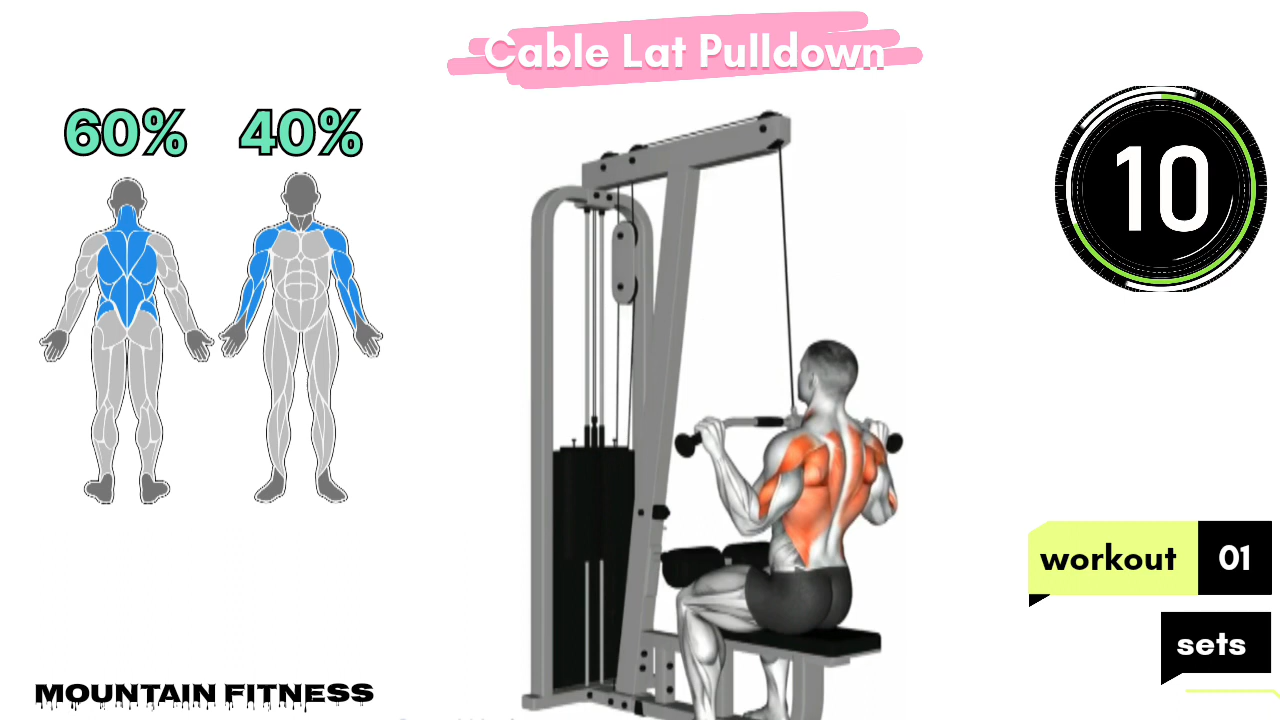 Cable Lat Pulldown
60% 40%
10
workout 01
sets
MOUNTAIN FITNESS